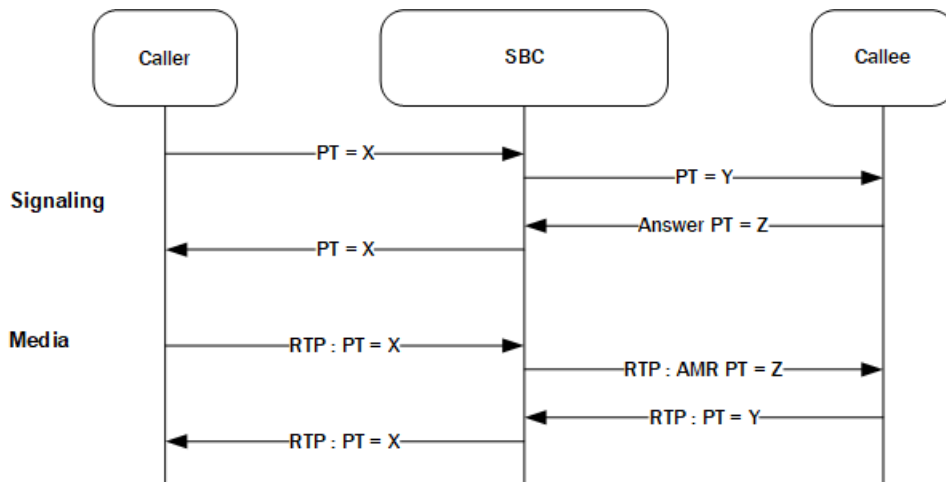 Caller
SBC
Callee
PT = X
PT = Y
Signaling
Answer PT = Z
PT = X
Media
RTP : PT = X
RTP : AMR PT = Z
RTP : PT = Y
RTP : PT = X